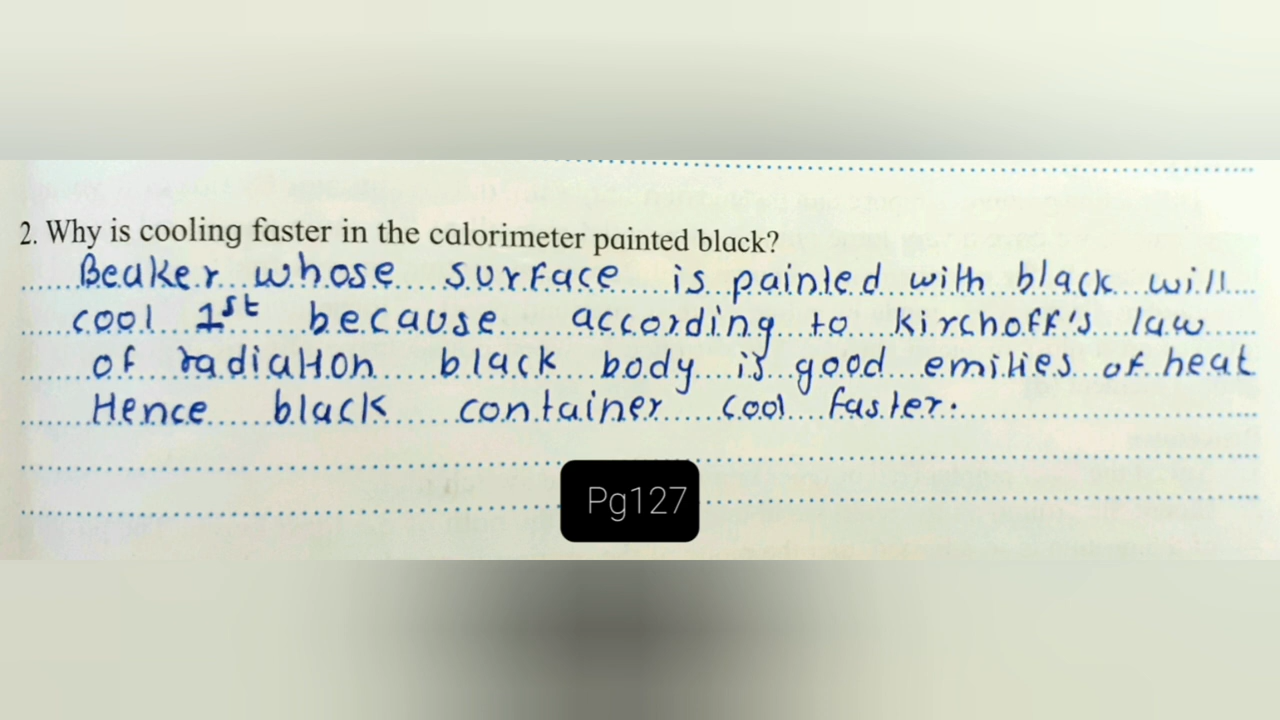 2. Why is cooling faster in the calorimeter painted black?
Beaker whose surface is painted with black will
cool 1st because according to Kirchoff's law
of radiation black body is good emities of heat
Hence black container cool faster.
Pg127